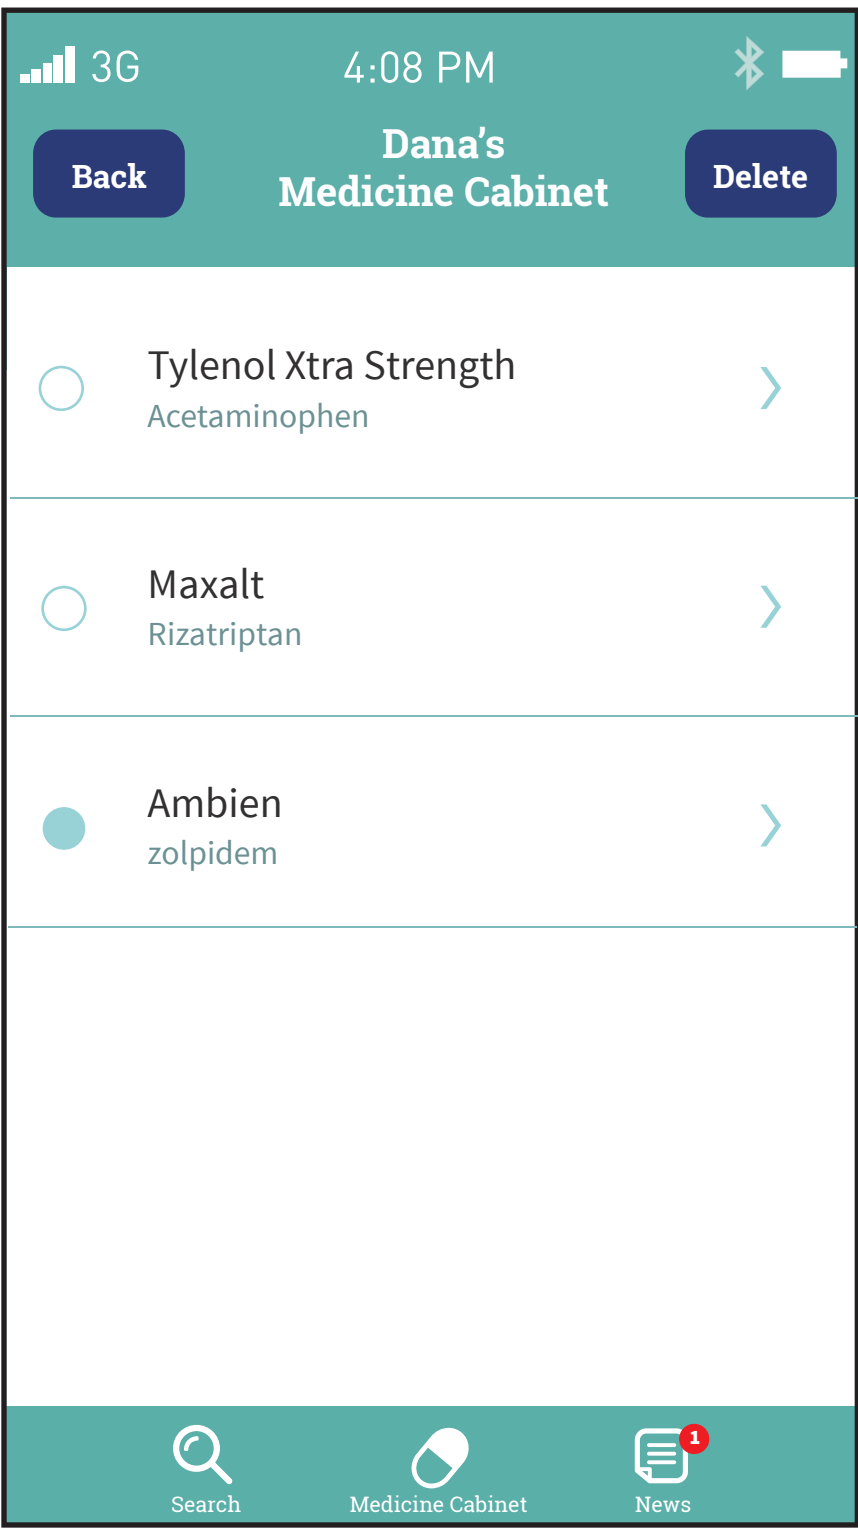 3G 4:08 PM
Back
Dana’s
Medicine Cabinet
Delete
Tylenol Xtra Strength
Acetaminophen
Maxalt
Rizatriptan
Ambien
zolpidem
1
Search Medicine Cabinet News